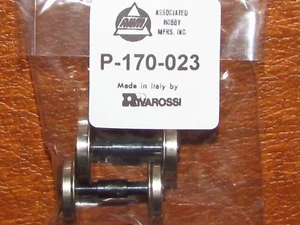 AHM
ASSOCIATED
HOBBY
MFRS. INC
P-170-023
Made in Italy by
RIVAROSSI